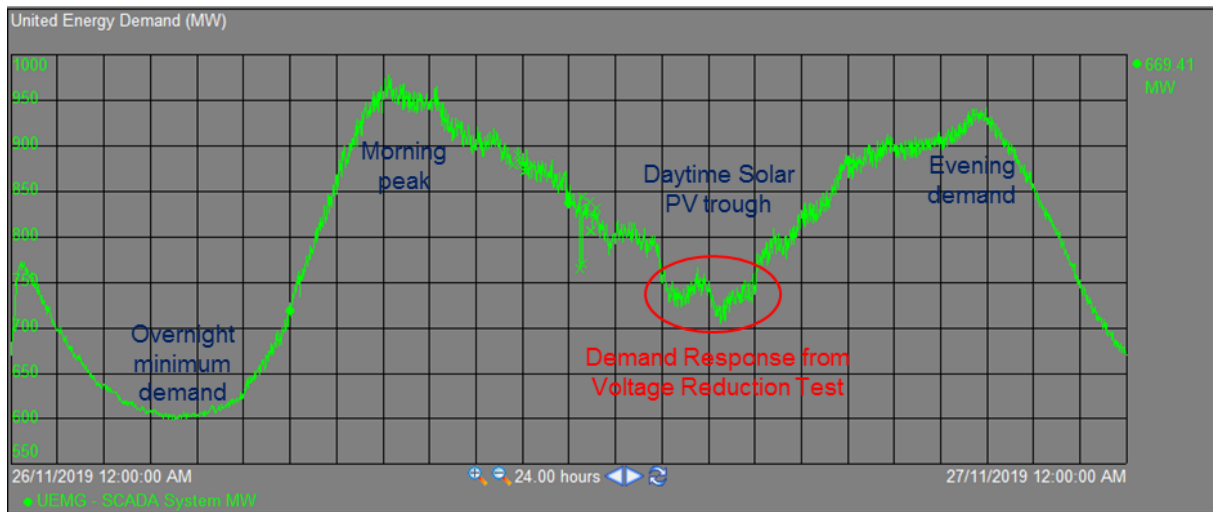 United Energy Demand (MW)
1000
950
900
850
800
750
700
650
600
550
669.41
MW
Morning
peak
Daytime Solar
PV trough
Evening
demand
Overnight
minimum
demand
Demand Response from
Voltage Reduction Test
26/11/2019 12:00:00 AM
24.00 hours
27/11/2019 12:00:00 AM
UEMG - SCADA System MW